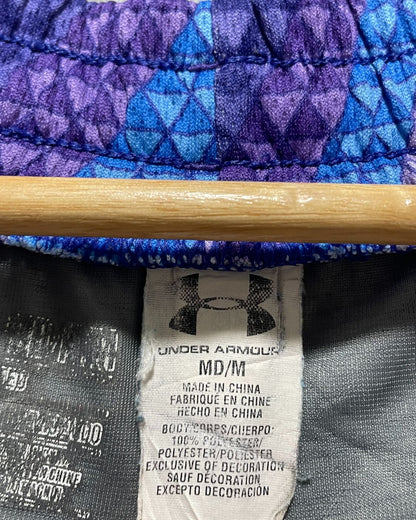 UNDER ARMOUR
MD/M
MADE IN CHINA
FABRIQUE EN CHINE
HECHO EN CHINA
BODY/CORPS/CUERPO:
100% POLYESTER/
POLYESTER/POLIESTER
EXCLUSIVE OF DECORATION
SAUF DÉCORATION
EXCEPTO DECORACION